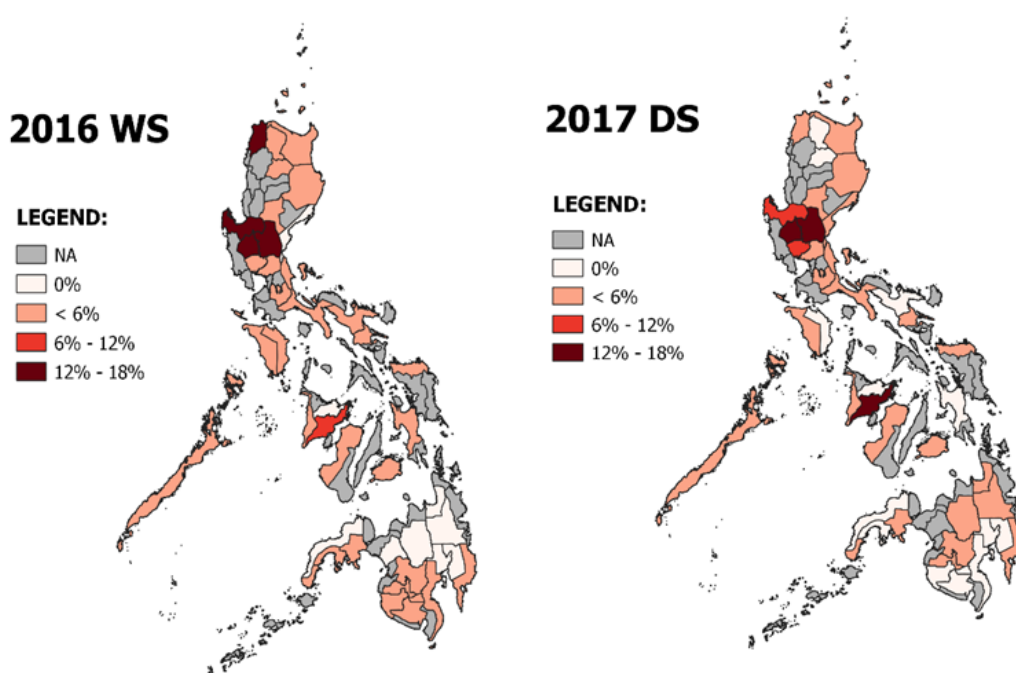 2016 WS
LEGEND:
NA
0%
< 6%
6% - 12%
12% - 18%
2017 DS
LEGEND:
NA
0%
< 6%
6% - 12%
12% - 18%